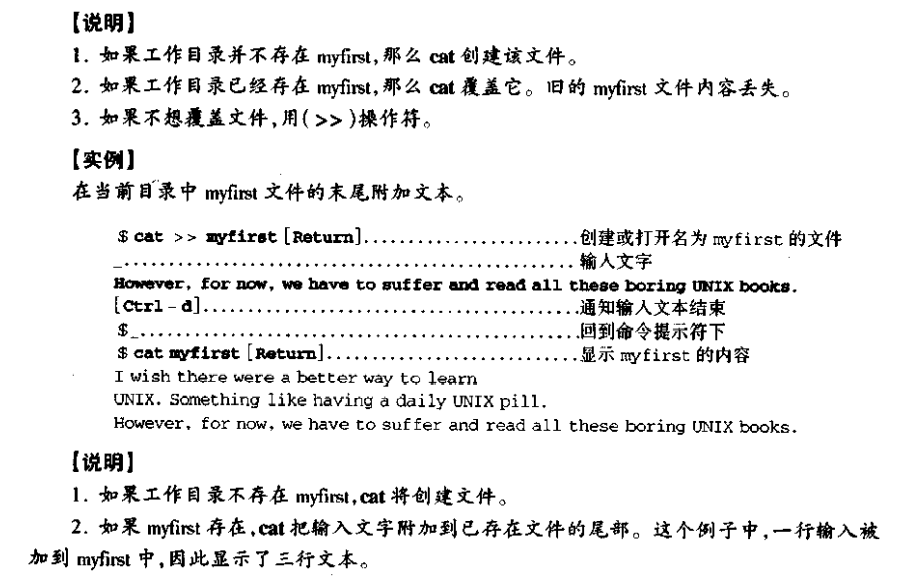 【说明】
1. 如果工作目录并不存在 myfirst,那么 cat 创建该文件。
2. 如果工作目录已经存在 myfirst,那么 cat 覆盖它。旧的 myfirst 文件内容丢失。
3. 如果不想覆盖文件,用(>>)操作符。
【实例】
在当前目录中 myfirst 文件的末尾附加文本。
$ cat >> myfirst [Return]........................创建或打开名为 myfirst 的文件
_..................................................输入文字
However, for now, we have to suffer and read all these boring UNIX books.
[Ctrl-d]..........................................通知输入文本结束
$_.................................................回到命令提示符下
$ cat myfirst [Return]............................显示 myfirst 的内容
I wish there were a better way to learn
UNIX. Something like having a daily UNIX pill.
However, for now, we have to suffer and read all these boring UNIX books.
【说明】
1. 如果工作目录不存在 myfirst,cat 将创建文件。
2. 如果 myfirst 存在,cat 把输入文字附加到已存在文件的尾部。这个例子中,一行输入被
加到 myfirst 中,因此显示了三行文本。